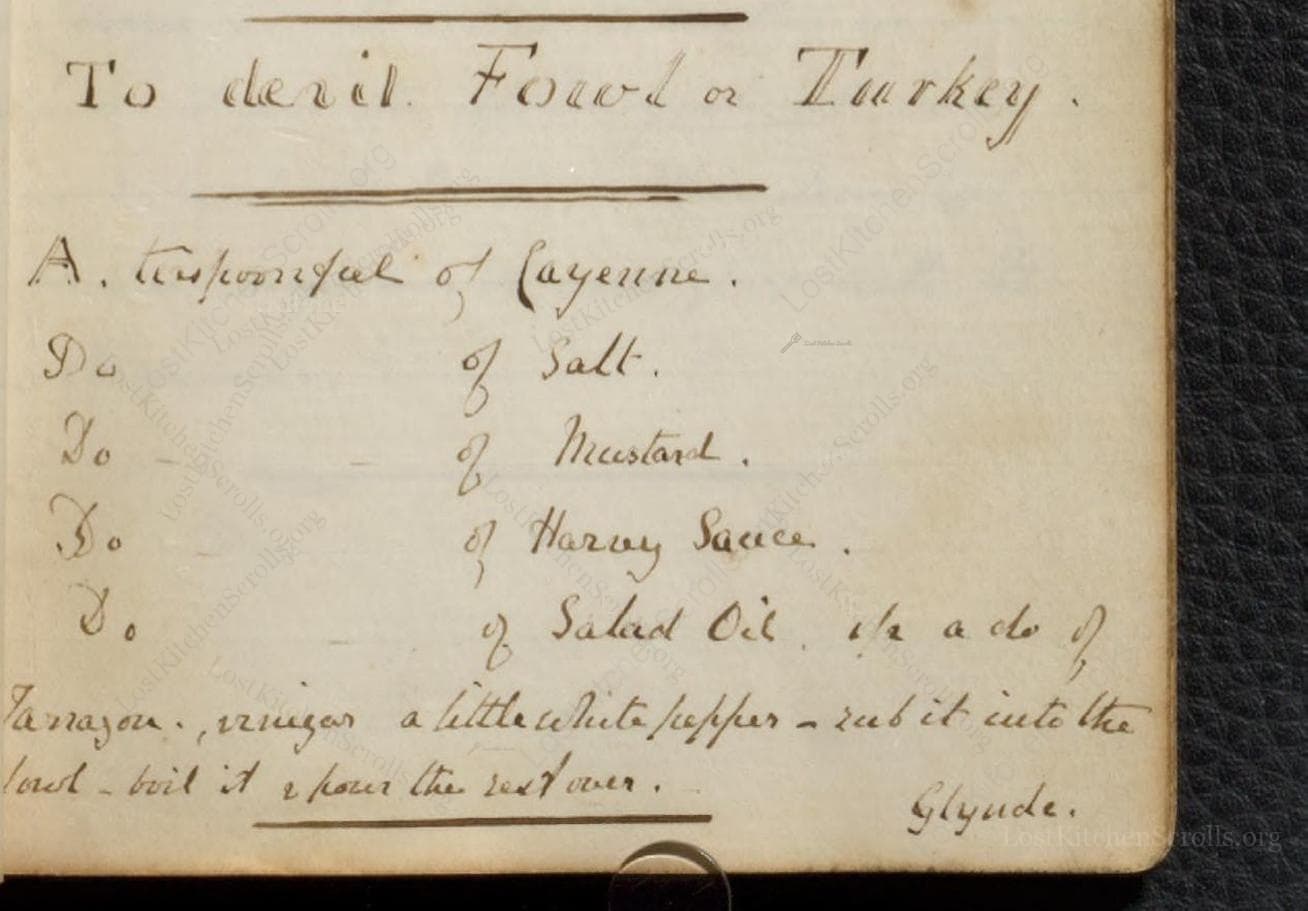 To devil Fowl or Turkey.
A. teaspoonful of Cayenne.
Do of Salt.
Do - - of Mustard.
Do - of Harvey Sauce.
Do - of Salad Oil. a do of
Tarragon., vinegar a little white pepper - rub it into the
fowl - boil it & pour the rest over.
Glynde.
LostKitchenScrolls.org